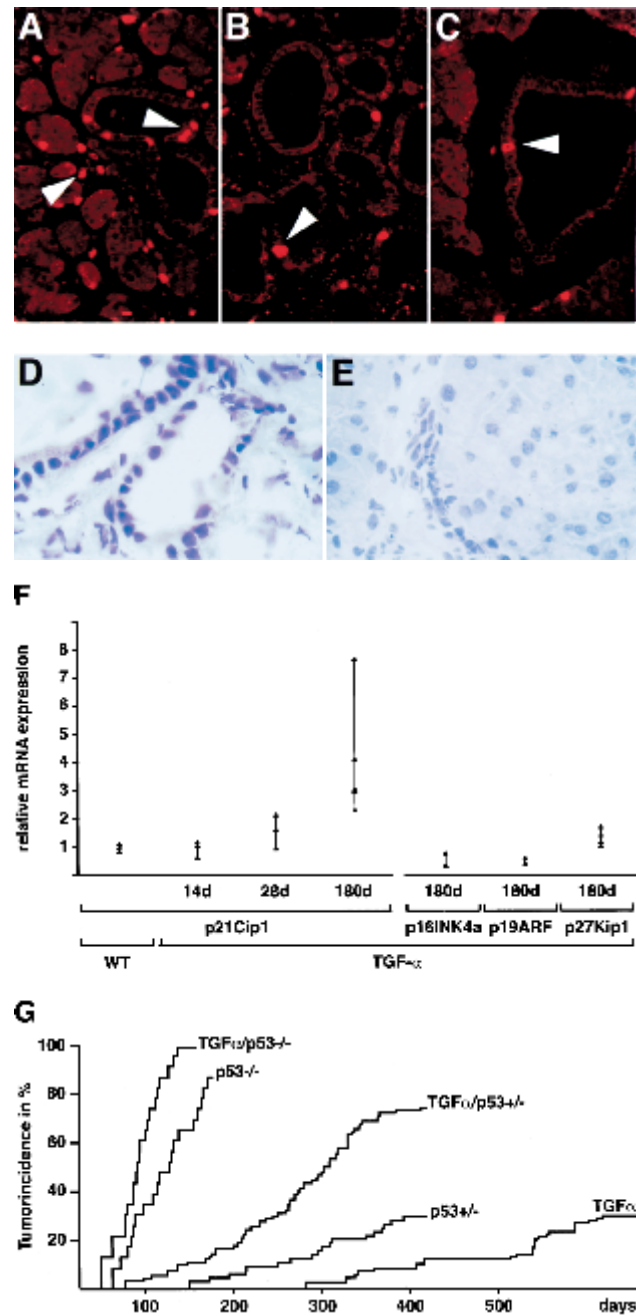 A B C
D E
F
relative mRNA expression
8
7
6
5
4
3
2
1
14d 28d 180d 180d 180d 180d
p21Cip1 p16INK4a p19ARF p27Kip1
WT TGF-α
G
Tumorincidence in %
100
80
60
40
20
TGFα/p53-/-
p53-/-
TGFα/p53+/-
p53+/-
TGFα
100 200 300 400 500 days